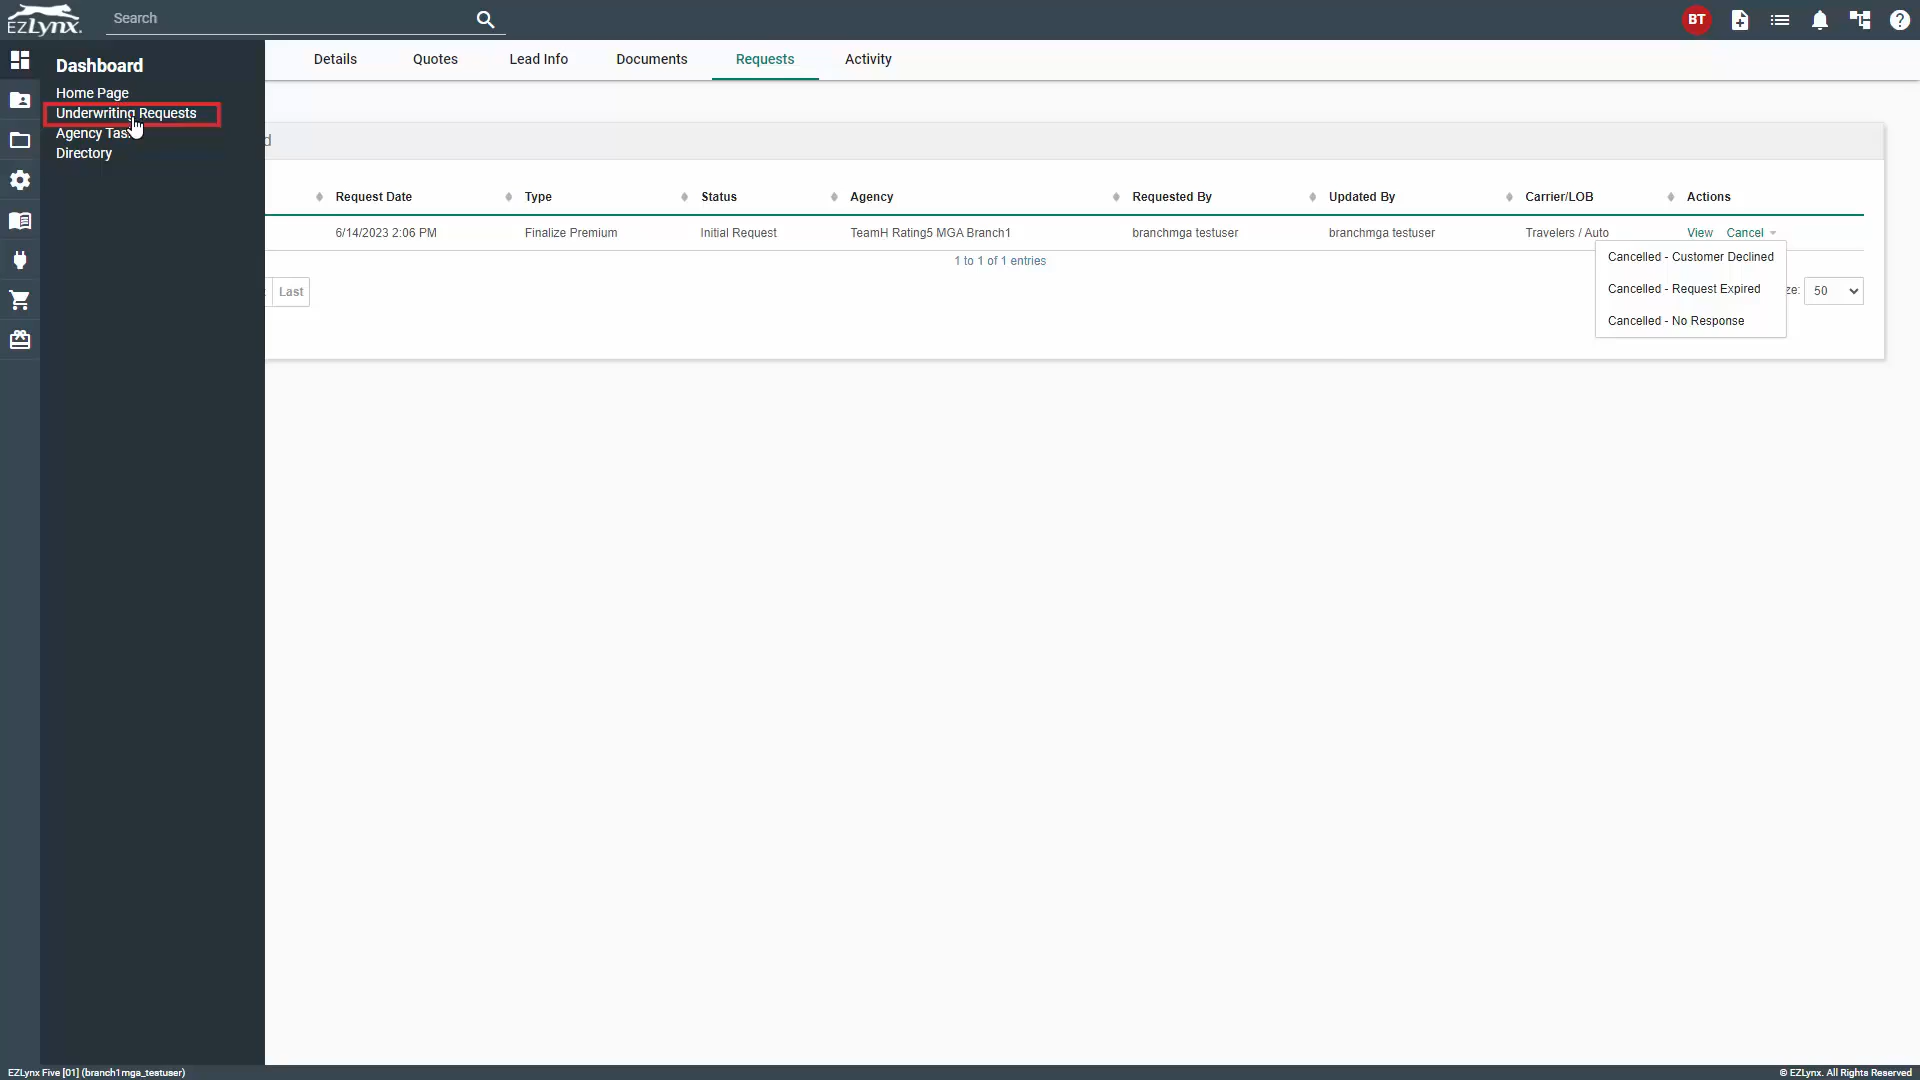 EZLynx.
Search
BT
Dashboard
Home Page
Underwriting Requests
Agency
Directory
Details Quotes Lead Info Documents Requests Activity
d
Request Date Type Status Agency Requested By Updated By Carrier/LOB Actions
6/14/2023 2:06 PM Finalize Premium Initial Request TeamH Rating5 MGA Branch1 branchmga testuser branchmga testuser Travelers / Auto View Cancel
1 to 1 of 1 entries
Cancelled - Customer Declined
Cancelled - Request Expired
Cancelled - No Response
Last
ze: 50
EZLynx Five [01] (branch1mga_testuser)
© EZLynx. All Rights Reserved